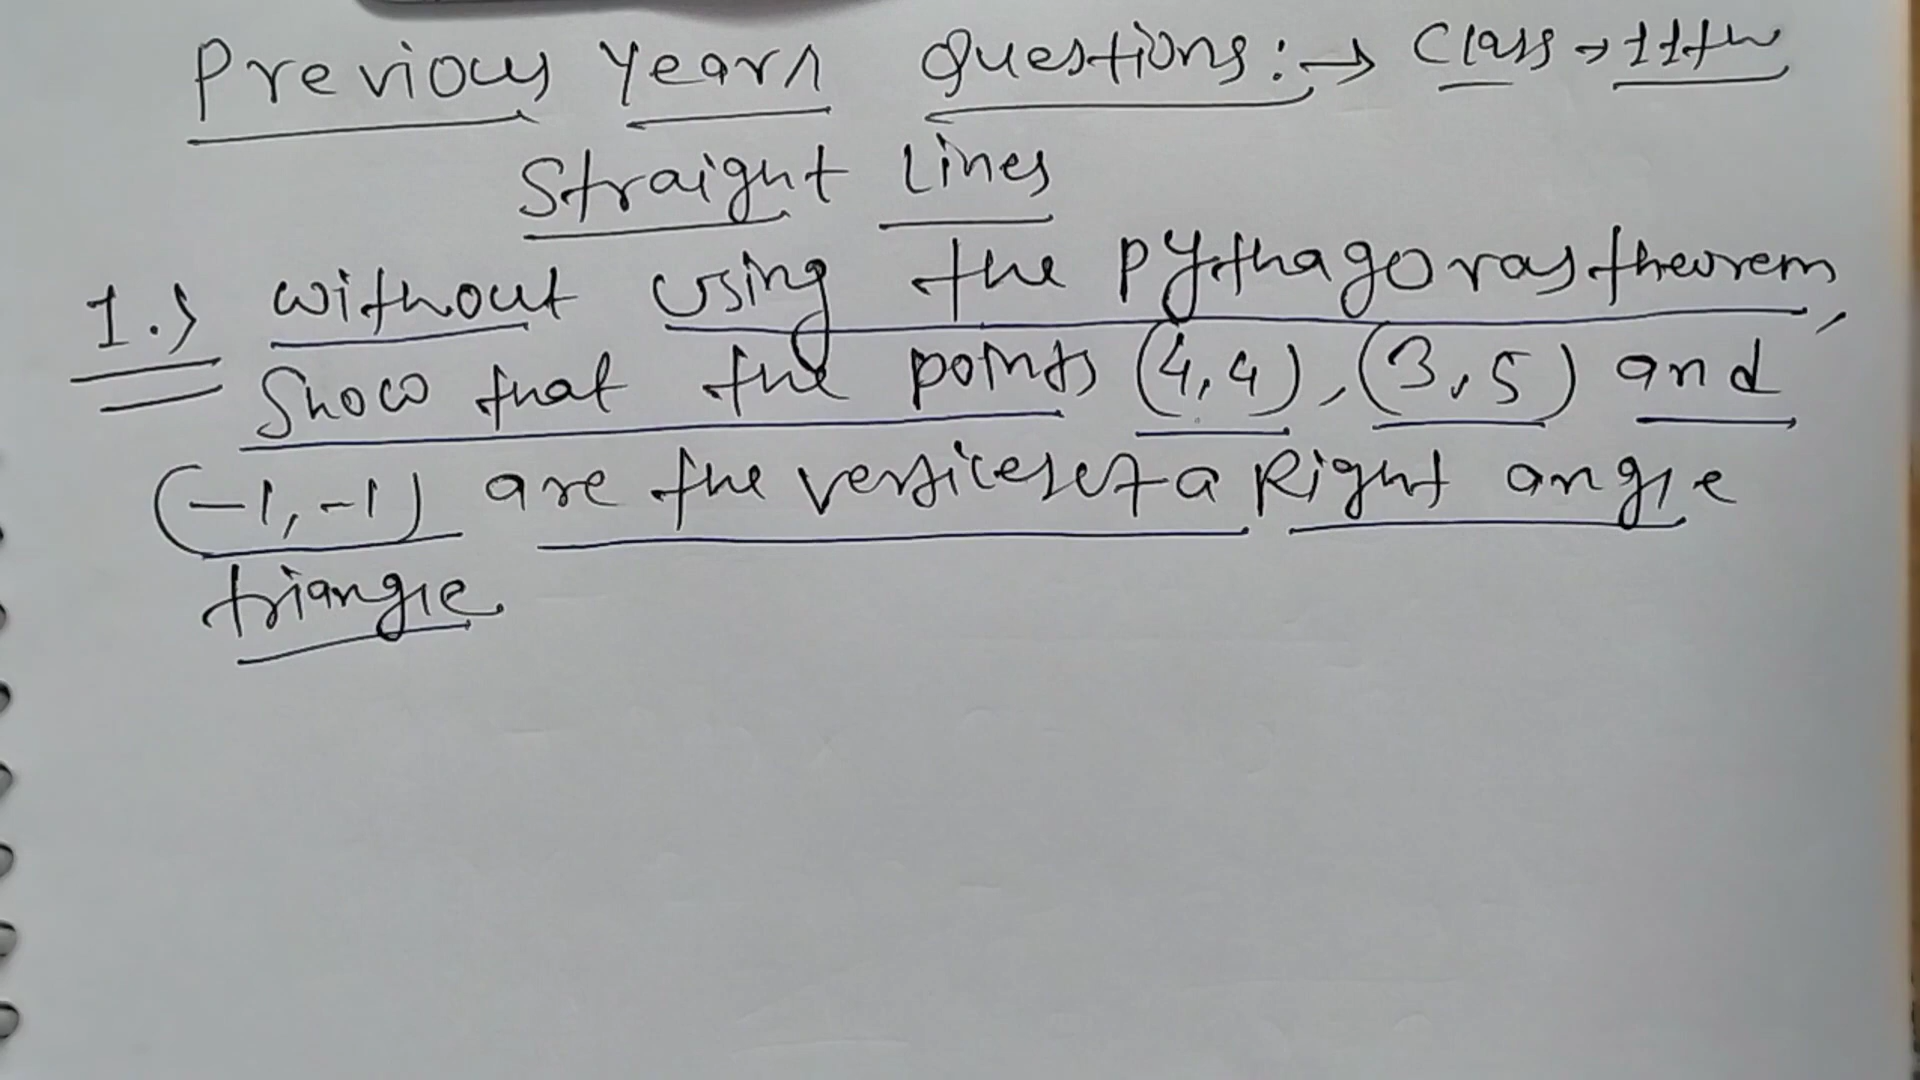 Previous Years Questions:→ Class → 11th
Straight Lines
1.) without using the Pythagoras theorem,
Show that the points (4,4), (3,5) and
(-1,-1) are the vertices of a Right angle
triangle